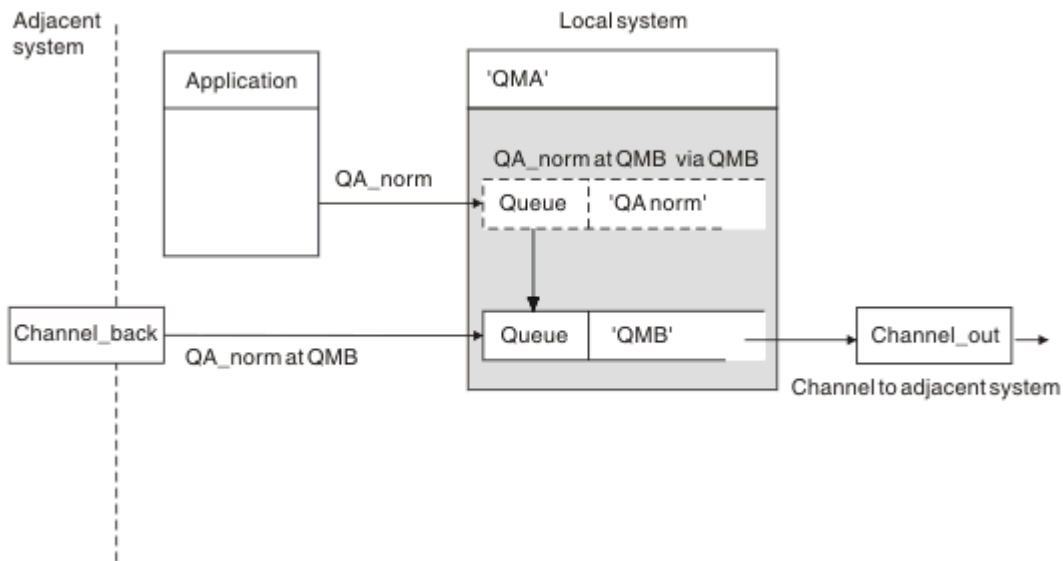 Adjacent
system
Local system
Application
'QMA'
QA_norm at QMB via QMB
QA_norm
Queue
'QA norm'
Channel_back
Queue
'QMB'
Channel_out
QA_norm at QMB
Channel to adjacent system